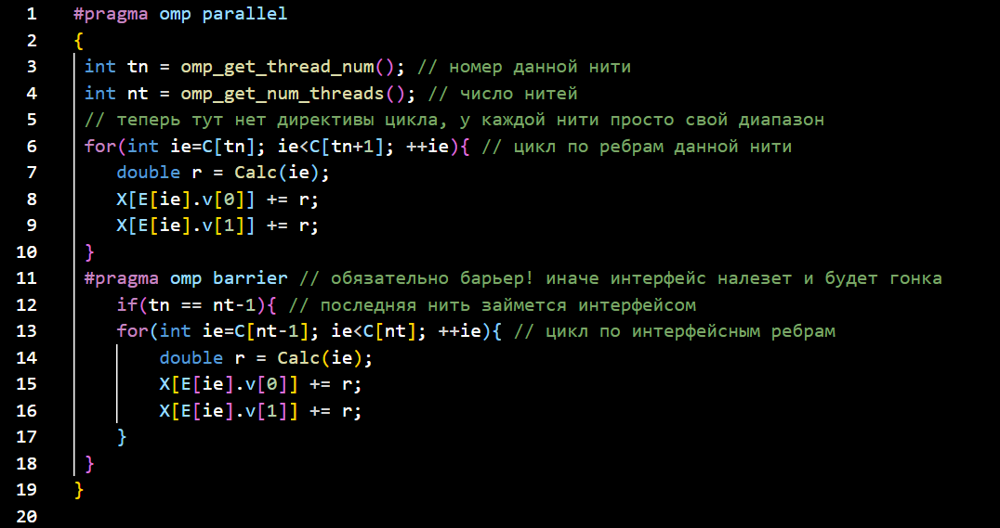 1 #pragma omp parallel
2 {
3 int tn = omp_get_thread_num(); // номер данной нити
4 int nt = omp_get_num_threads(); // число нитей
5 // теперь тут нет директивы цикла, у каждой нити просто свой диапазон
6 for(int ie=C[tn]; ie<C[tn+1]; ++ie){ // цикл по ребрам данной нити
7 double r = Calc(ie);
8 X[E[ie].v[0]] += r;
9 X[E[ie].v[1]] += r;
10 }
11 #pragma omp barrier // обязательно барьер! иначе интерфейс налезет и будет гонка
12 if(tn == nt-1){ // последняя нить займется интерфейсом
13 for(int ie=C[nt-1]; ie<C[nt]; ++ie){ // цикл по интерфейсным ребрам
14 double r = Calc(ie);
15 X[E[ie].v[0]] += r;
16 X[E[ie].v[1]] += r;
17 }
18 }
19 }
20